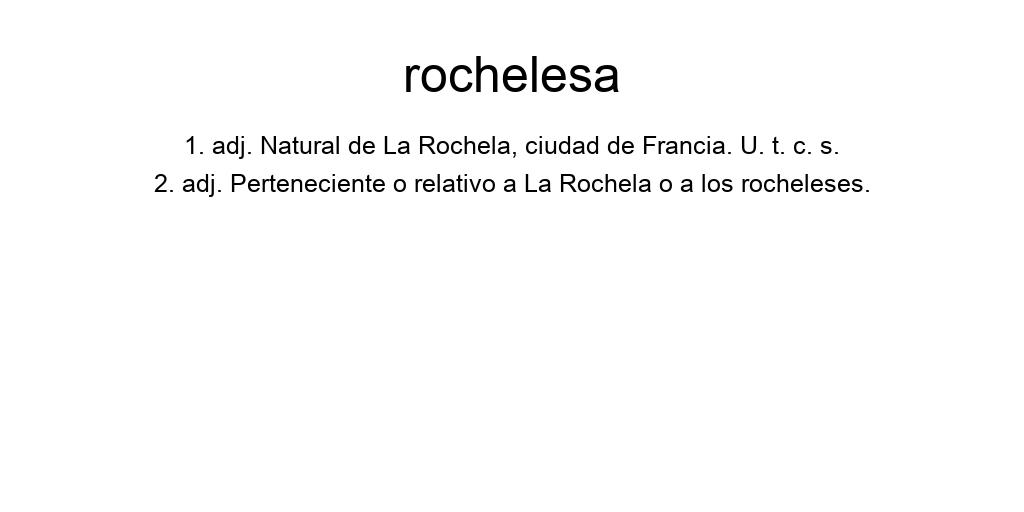 rochelesa
1. adj. Natural de La Rochela, ciudad de Francia. U. t. c. s.
2. adj. Perteneciente o relativo a La Rochela o a los rocheleses.